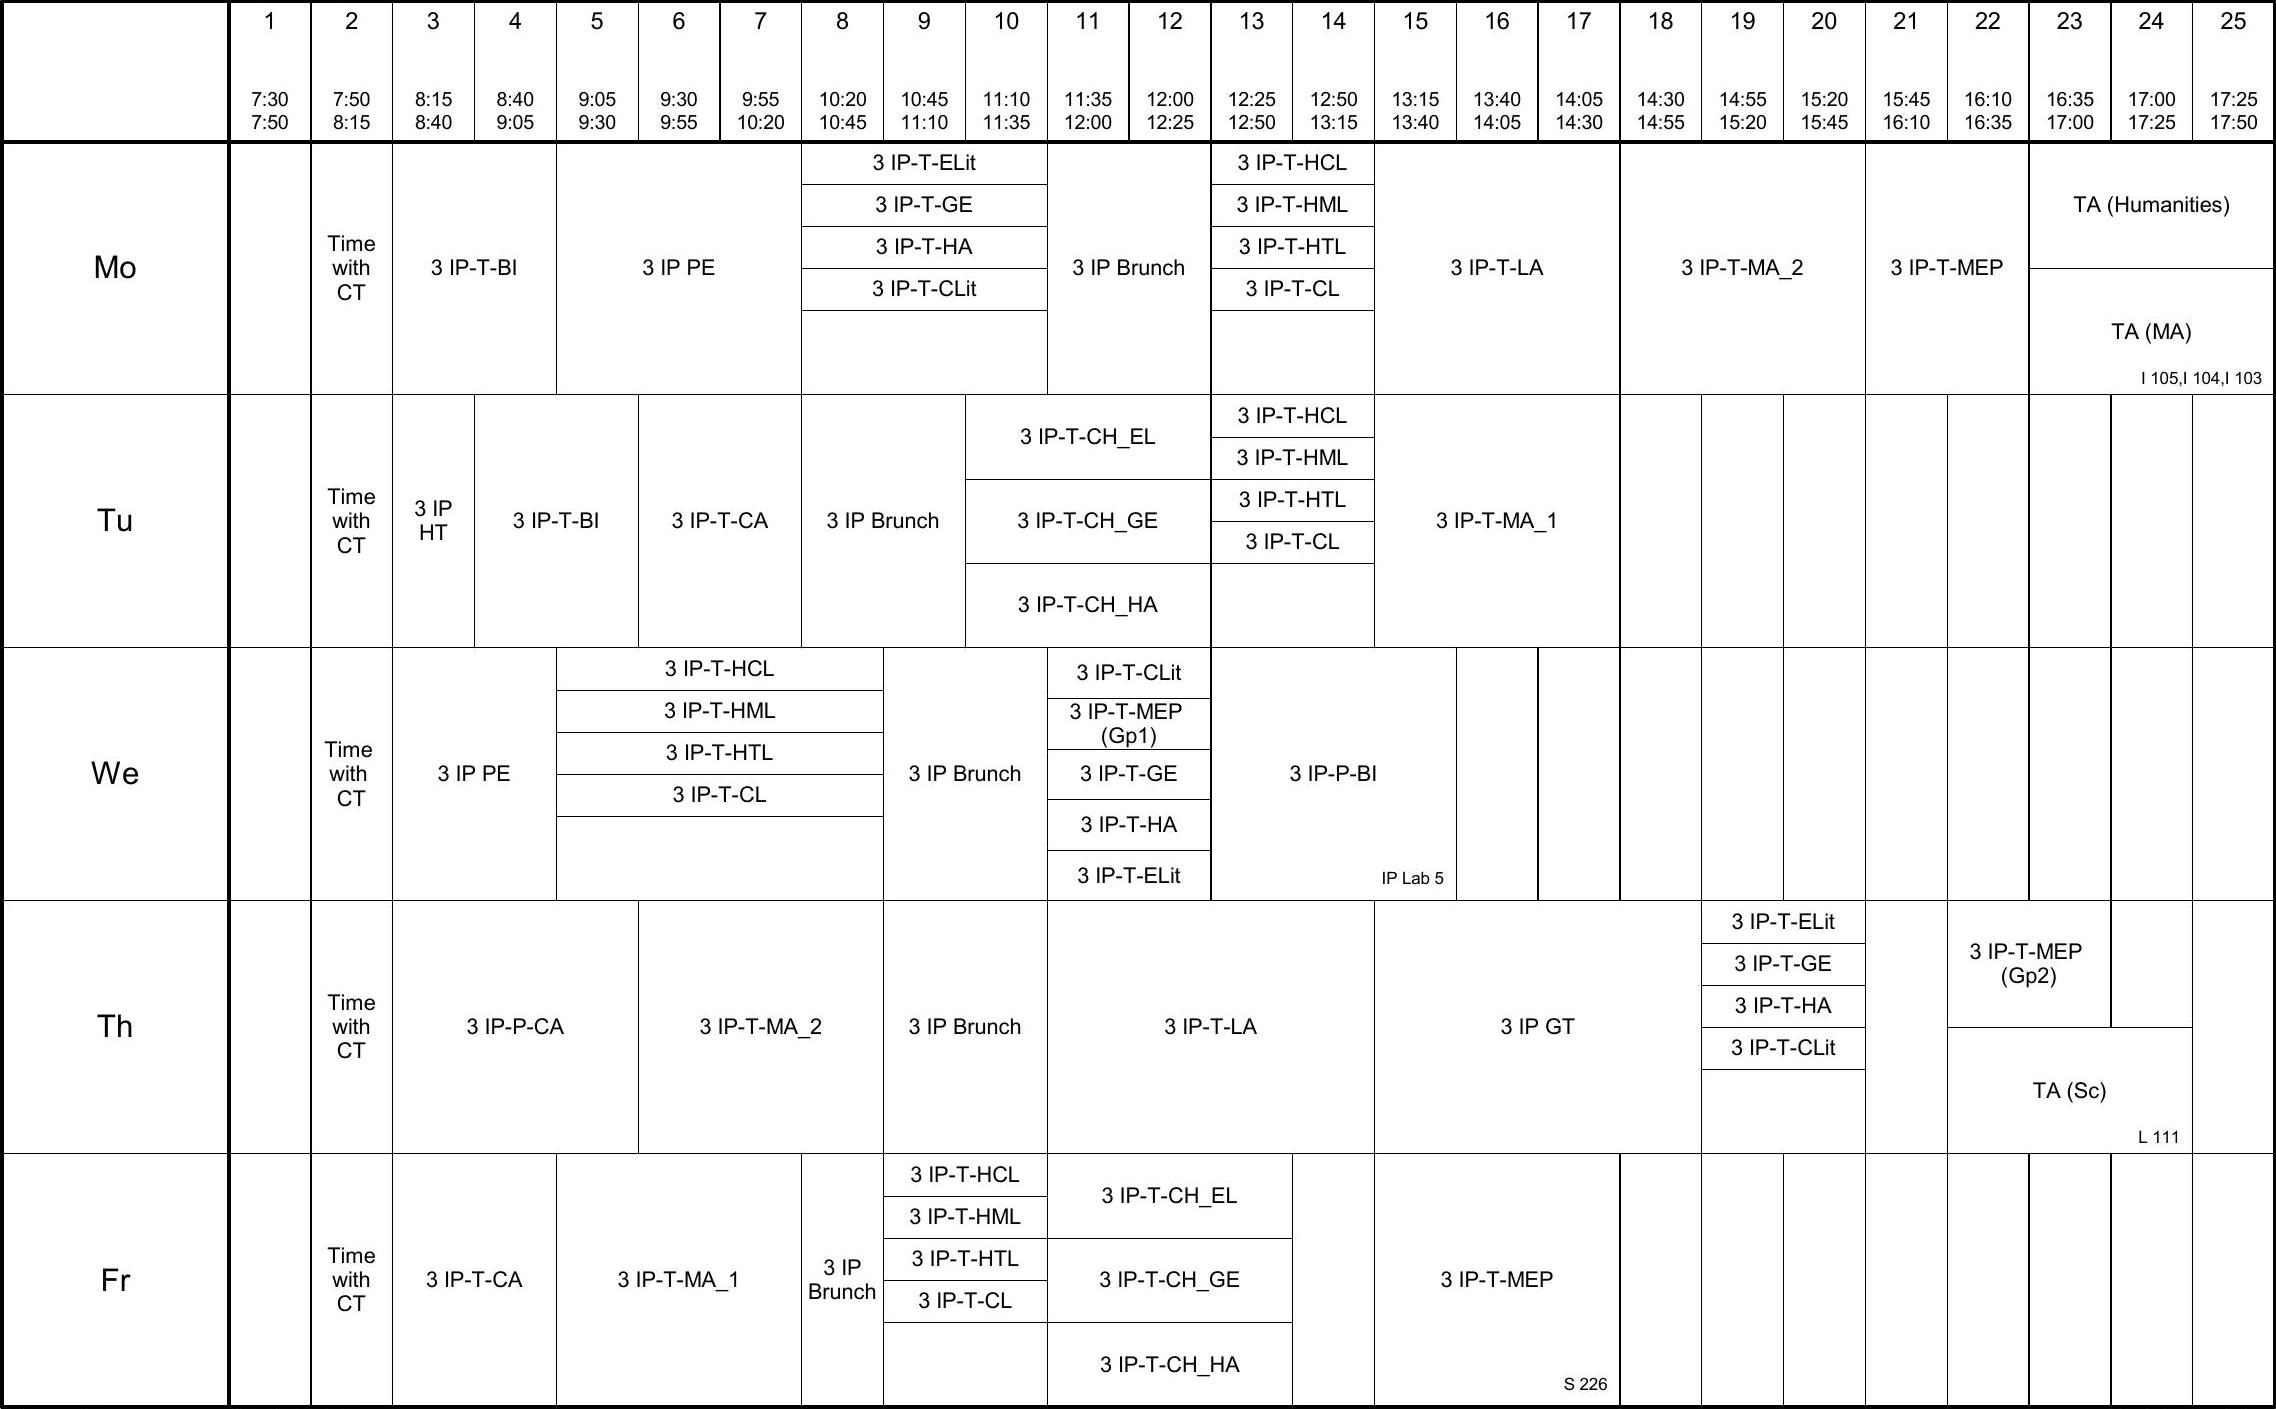 1 2 3 4 5 6 7 8 9 10 11 12 13 14 15 16 17 18 19 20 21 22 23 24 25
7:30 7:50 8:15 8:40 9:05 9:30 9:55 10:20 10:45 11:10 11:35 12:00 12:25 12:50 13:15 13:40 14:05 14:30 14:55 15:20 15:45 16:10 16:35 17:00 17:25
7:50 8:15 8:40 9:05 9:30 9:55 10:20 10:45 11:10 11:35 12:00 12:25 12:50 13:15 13:40 14:05 14:30 14:55 15:20 15:45 16:10 16:35 17:00 17:25 17:50
Mo
Time
with
CT
3 IP-T-BI
3 IP PE
3 IP-T-ELit
3 IP-T-GE
3 IP-T-HA
3 IP-T-CLit
3 IP Brunch
3 IP-T-HCL
3 IP-T-HML
3 IP-T-HTL
3 IP-T-CL
3 IP-T-LA
3 IP-T-MA_2
3 IP-T-MEP
TA (Humanities)
TA (MA)
I 105,I 104,I 103
Tu
Time
with
CT
3 IP
HT
3 IP-T-BI
3 IP-T-CA
3 IP Brunch
3 IP-T-CH_EL
3 IP-T-CH_GE
3 IP-T-CH_HA
3 IP-T-HCL
3 IP-T-HML
3 IP-T-HTL
3 IP-T-CL
3 IP-T-MA_1
We
Time
with
CT
3 IP PE
3 IP-T-HCL
3 IP-T-HML
3 IP-T-HTL
3 IP-T-CL
3 IP Brunch
3 IP-T-CLit
3 IP-T-MEP
(Gp1)
3 IP-T-GE
3 IP-T-HA
3 IP-T-ELit
3 IP-P-BI
IP Lab 5
Th
Time
with
CT
3 IP-P-CA
3 IP-T-MA_2
3 IP Brunch
3 IP-T-LA
3 IP GT
3 IP-T-ELit
3 IP-T-GE
3 IP-T-HA
3 IP-T-CLit
3 IP-T-MEP
(Gp2)
TA (Sc)
L 111
Fr
Time
with
CT
3 IP-T-CA
3 IP-T-MA_1
3 IP
Brunch
3 IP-T-HCL
3 IP-T-HML
3 IP-T-HTL
3 IP-T-CL
3 IP-T-CH_EL
3 IP-T-CH_GE
3 IP-T-CH_HA
3 IP-T-MEP
S 226